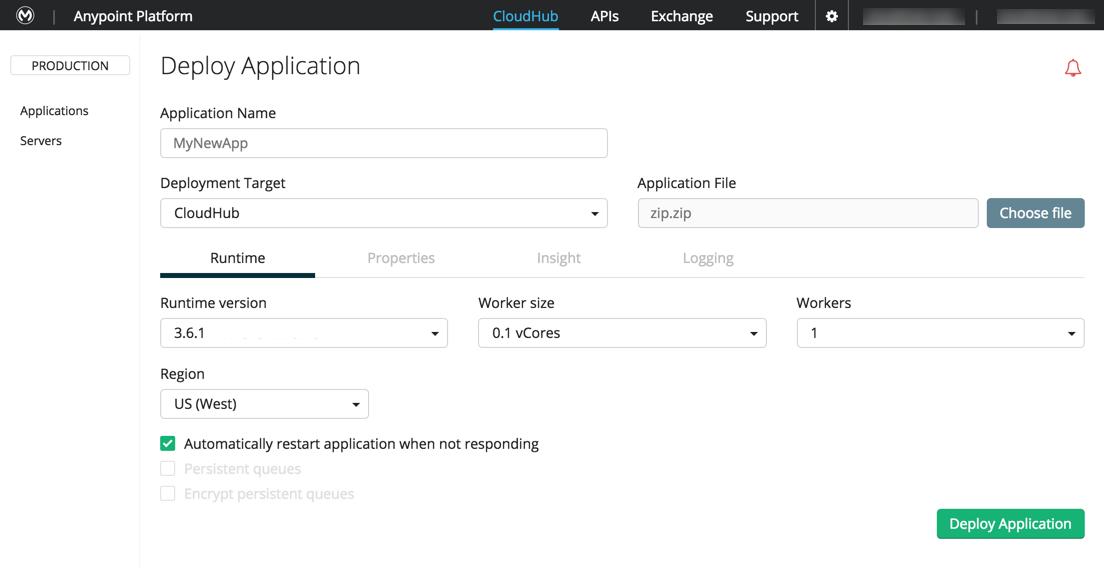 Anypoint Platform CloudHub APIs Exchange Support
PRODUCTION
Applications
Servers
Deploy Application
Application Name
MyNewApp
Deployment Target Application File
CloudHub zip.zip Choose file
Runtime Properties Insight Logging
Runtime version Worker size Workers
3.6.1 0.1 vCores 1
Region
US (West)
Automatically restart application when not responding
Persistent queues
Encrypt persistent queues
Deploy Application